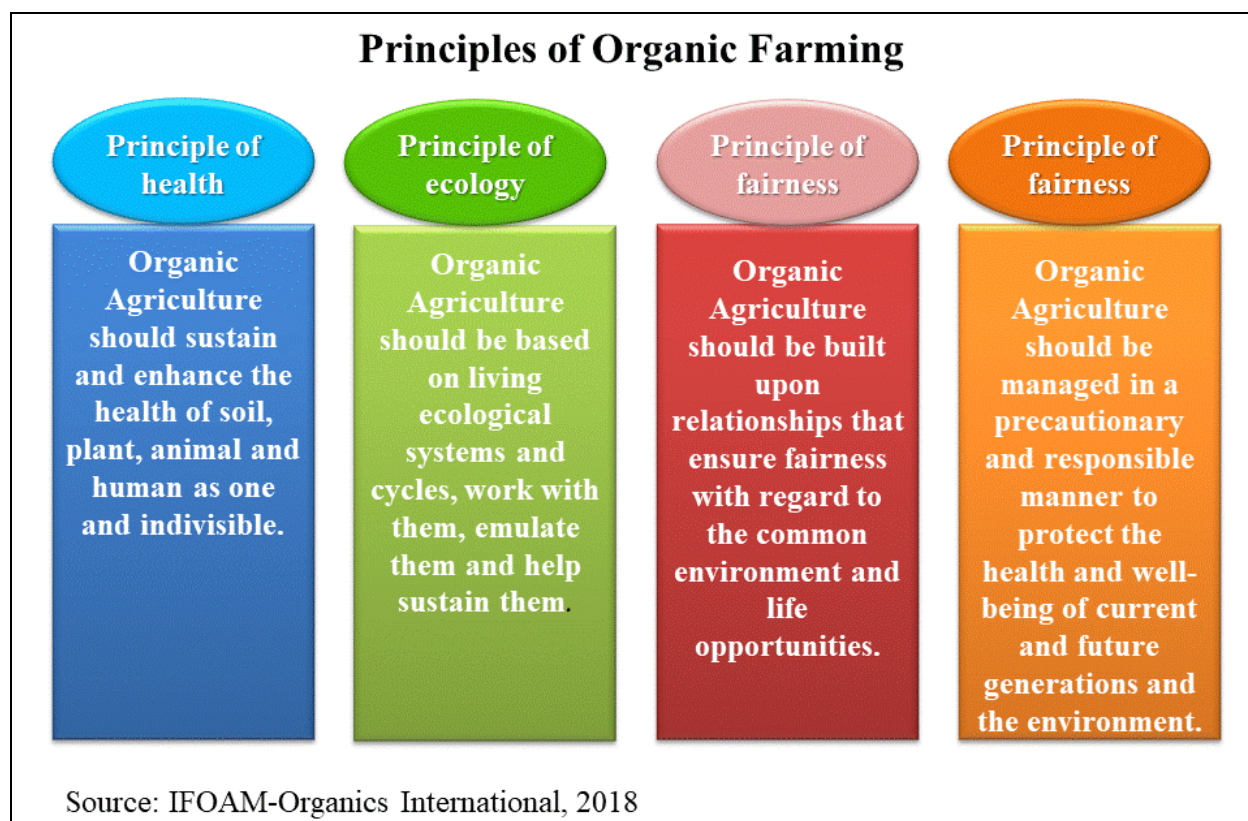 Principles of Organic Farming
Principle of
health
Organic
Agriculture
should sustain
and enhance the
health of soil,
plant, animal and
human as one
and indivisible.
Principle of
ecology
Organic
Agriculture
should be based
on living
ecological
systems and
cycles, work with
them, emulate
them and help
sustain them.
Principle of
fairness
Organic
Agriculture
should be built
upon
relationships that
ensure fairness
with regard to
the common
environment and
life
opportunities.
Principle of
fairness
Organic
Agriculture
should be
managed in a
precautionary
and responsible
manner to
protect the
health and well-
being of current
and future
generations and
the environment.
Source: IFOAM-Organics International, 2018